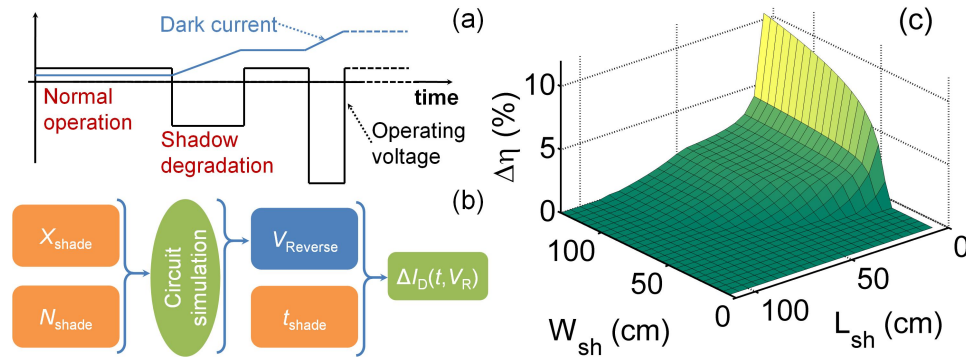 (a)
Dark current
Normal
operation
Shadow
degradation
time
Operating
voltage
(b)
X_shade
N_shade
Circuit
simulation
V_Reverse
t_shade
ΔI_D(t, V_R)
(c)
Δη (%)
10
5
0
100
50
0
W_sh (cm)
100
50
0
L_sh (cm)